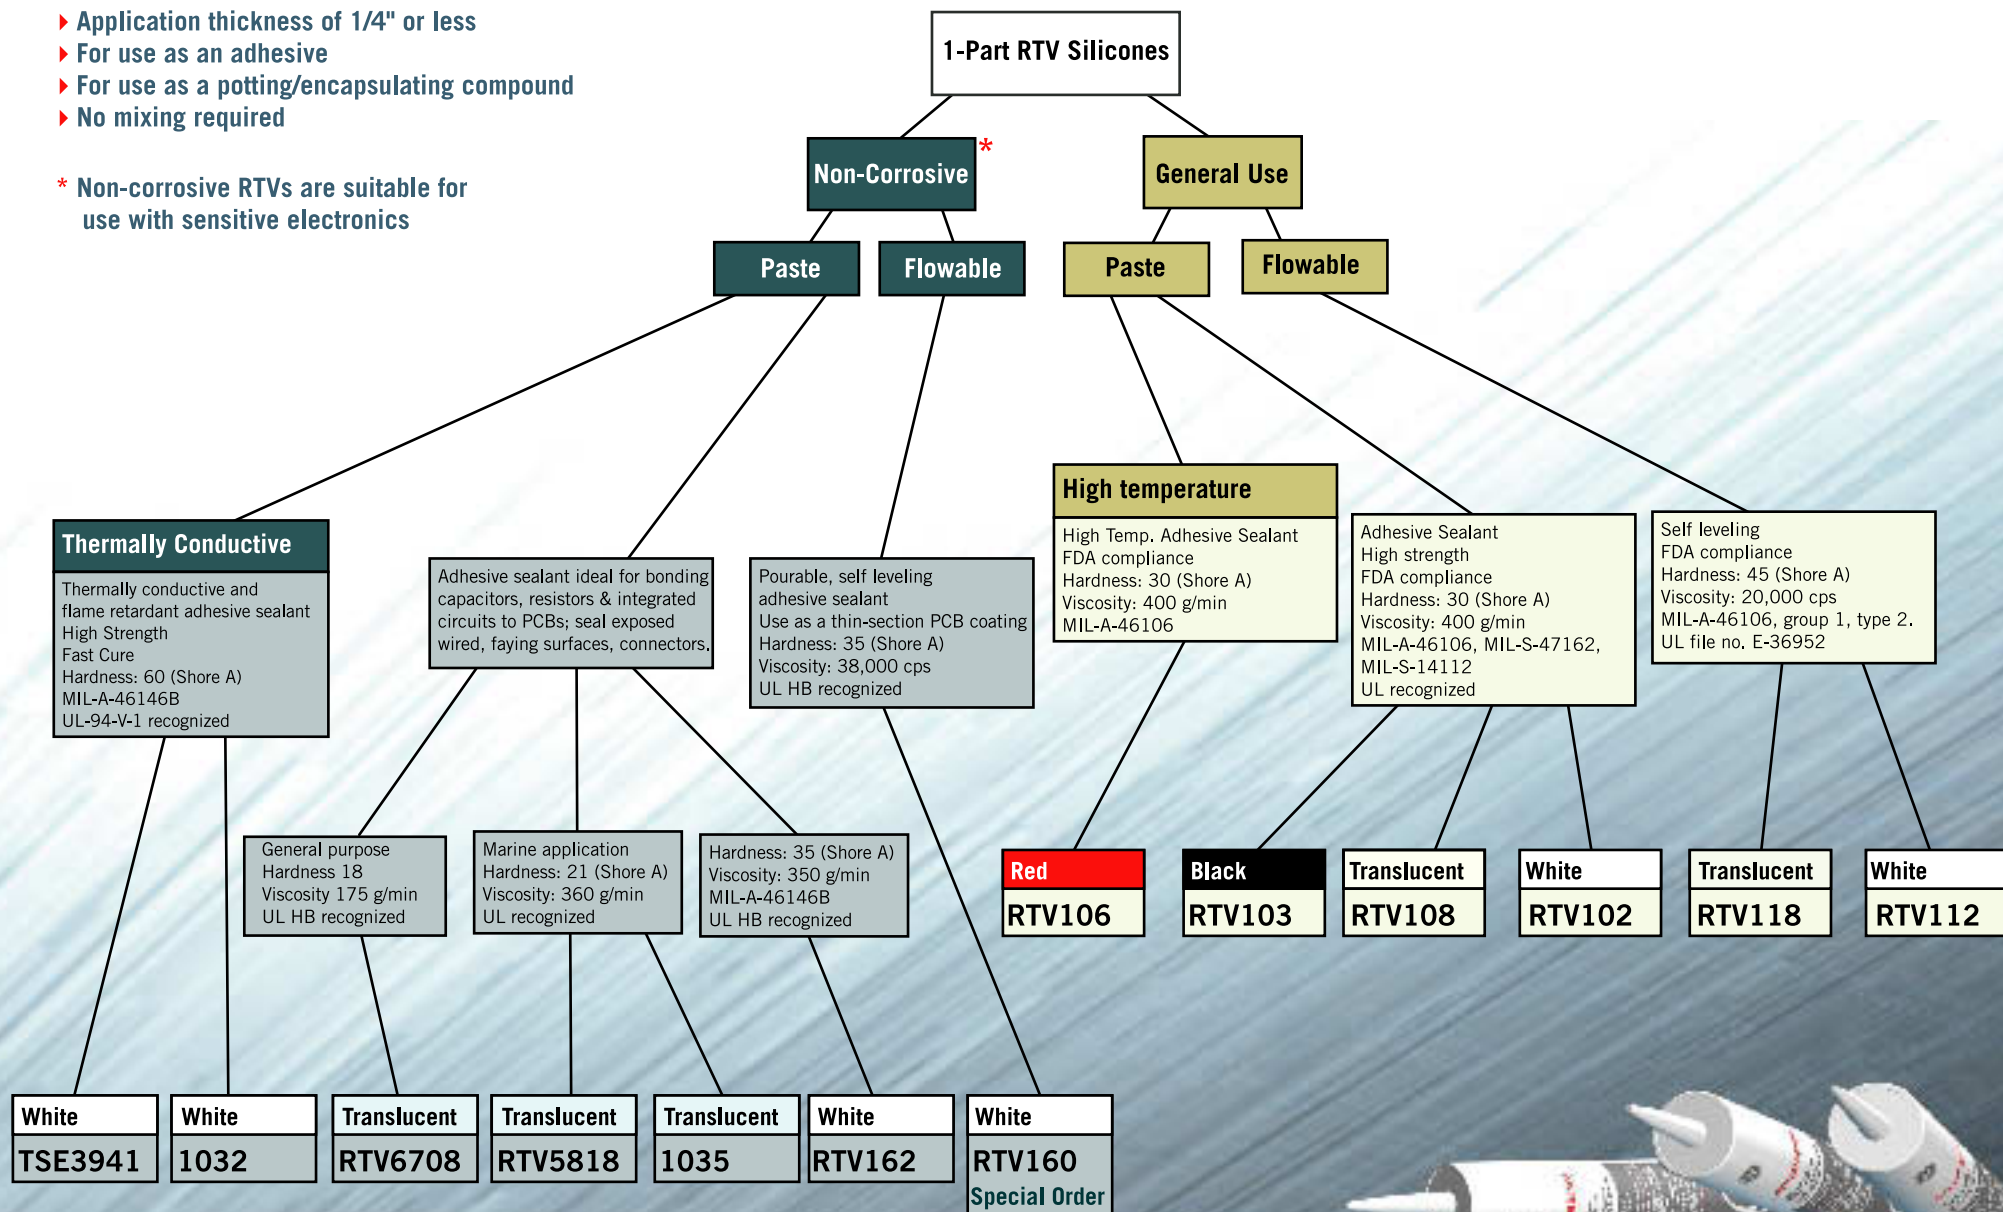 Application thickness of 1/4" or less
For use as an adhesive
For use as a potting/encapsulating compound
No mixing required
* Non-corrosive RTVs are suitable for
use with sensitive electronics
1-Part RTV Silicones
Non-Corrosive
*
General Use
Paste
Flowable
Paste
Flowable
Thermally Conductive
Thermally conductive and
flame retardant adhesive sealant
High Strength
Fast Cure
Hardness: 60 (Shore A)
MIL-A-46146B
UL-94-V-1 recognized
Adhesive sealant ideal for bonding
capacitors, resistors & integrated
circuits to PCBs; seal exposed
wired, faying surfaces, connectors.
Pourable, self leveling
adhesive sealant
Use as a thin-section PCB coating
Hardness: 35 (Shore A)
Viscosity: 38,000 cps
UL HB recognized
High temperature
High Temp. Adhesive Sealant
FDA compliance
Hardness: 30 (Shore A)
Viscosity: 400 g/min
MIL-A-46106
Adhesive Sealant
High strength
FDA compliance
Hardness: 30 (Shore A)
Viscosity: 400 g/min
MIL-A-46106, MIL-S-47162,
MIL-S-14112
UL recognized
Self leveling
FDA compliance
Hardness: 45 (Shore A)
Viscosity: 20,000 cps
MIL-A-46106, group 1, type 2.
UL file no. E-36952
General purpose
Hardness 18
Viscosity 175 g/min
UL HB recognized
Marine application
Hardness: 21 (Shore A)
Viscosity: 360 g/min
UL recognized
Hardness: 35 (Shore A)
Viscosity: 350 g/min
MIL-A-46146B
UL HB recognized
Red
RTV106
Black
RTV103
Translucent
RTV108
White
RTV102
Translucent
RTV118
White
RTV112
White
TSE3941
White
1032
Translucent
RTV6708
Translucent
RTV5818
Translucent
1035
White
RTV162
White
RTV160
Special Order